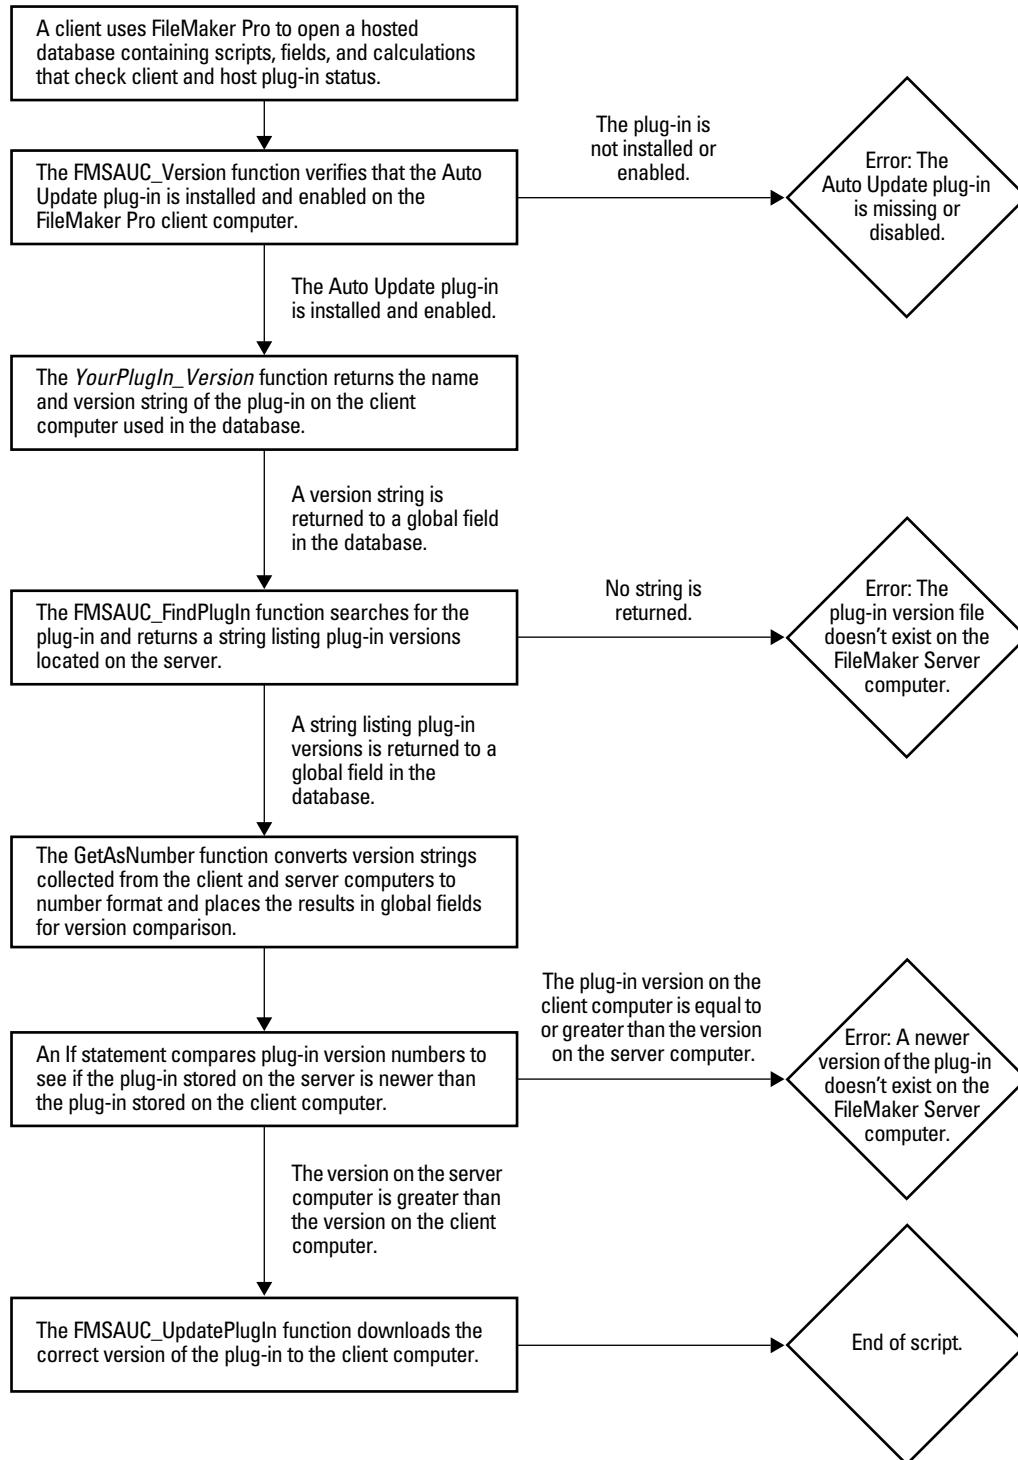 A client uses FileMaker Pro to open a hosted
database containing scripts, fields, and calculations
that check client and host plug-in status.
The plug-in is
not installed or
enabled.
Error: The
Auto Update plug-in
is missing or
disabled.
The FMSAUC_Version function verifies that the Auto
Update plug-in is installed and enabled on the
FileMaker Pro client computer.
The Auto Update plug-in
is installed and enabled.
The YourPlugIn_Version function returns the name
and version string of the plug-in on the client
computer used in the database.
A version string is
returned to a global field
in the database.
No string is
returned.
Error: The
plug-in version file
doesn't exist on the
FileMaker Server
computer.
The FMSAUC_FindPlugIn function searches for the
plug-in and returns a string listing plug-in versions
located on the server.
A string listing plug-in
versions is returned to a
global field in the
database.
The GetAsNumber function converts version strings
collected from the client and server computers to
number format and places the results in global fields
for version comparison.
The plug-in version on the
client computer is equal to
or greater than the version
on the server computer.
Error: A newer
version of the plug-in
doesn't exist on the
FileMaker Server
computer.
An If statement compares plug-in version numbers to
see if the plug-in stored on the server is newer than
the plug-in stored on the client computer.
The version on the server
computer is greater than
the version on the client
computer.
The FMSAUC_UpdatePlugIn function downloads the
correct version of the plug-in to the client computer.
End of script.